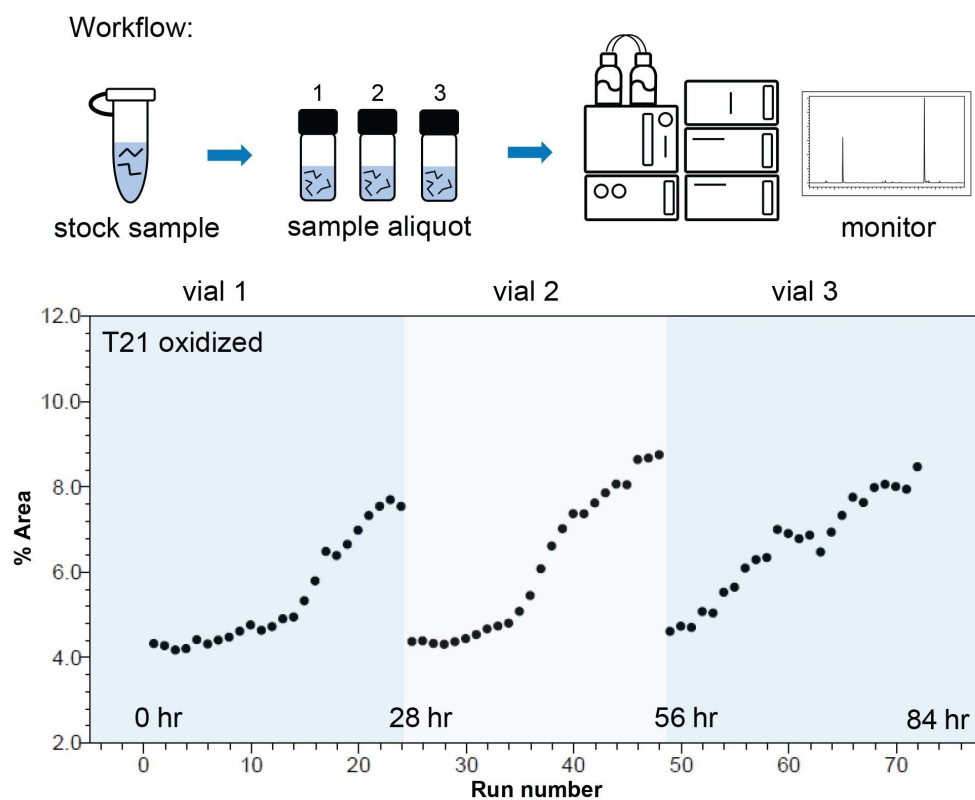 Workflow:
1 2 3
stock sample
sample aliquot
monitor
vial 1 vial 2 vial 3
T21 oxidized
12.0
10.0
8.0
6.0
4.0
2.0
% Area
0 hr 28 hr 56 hr 84 hr
0 10 20 30 40 50 60 70
Run number